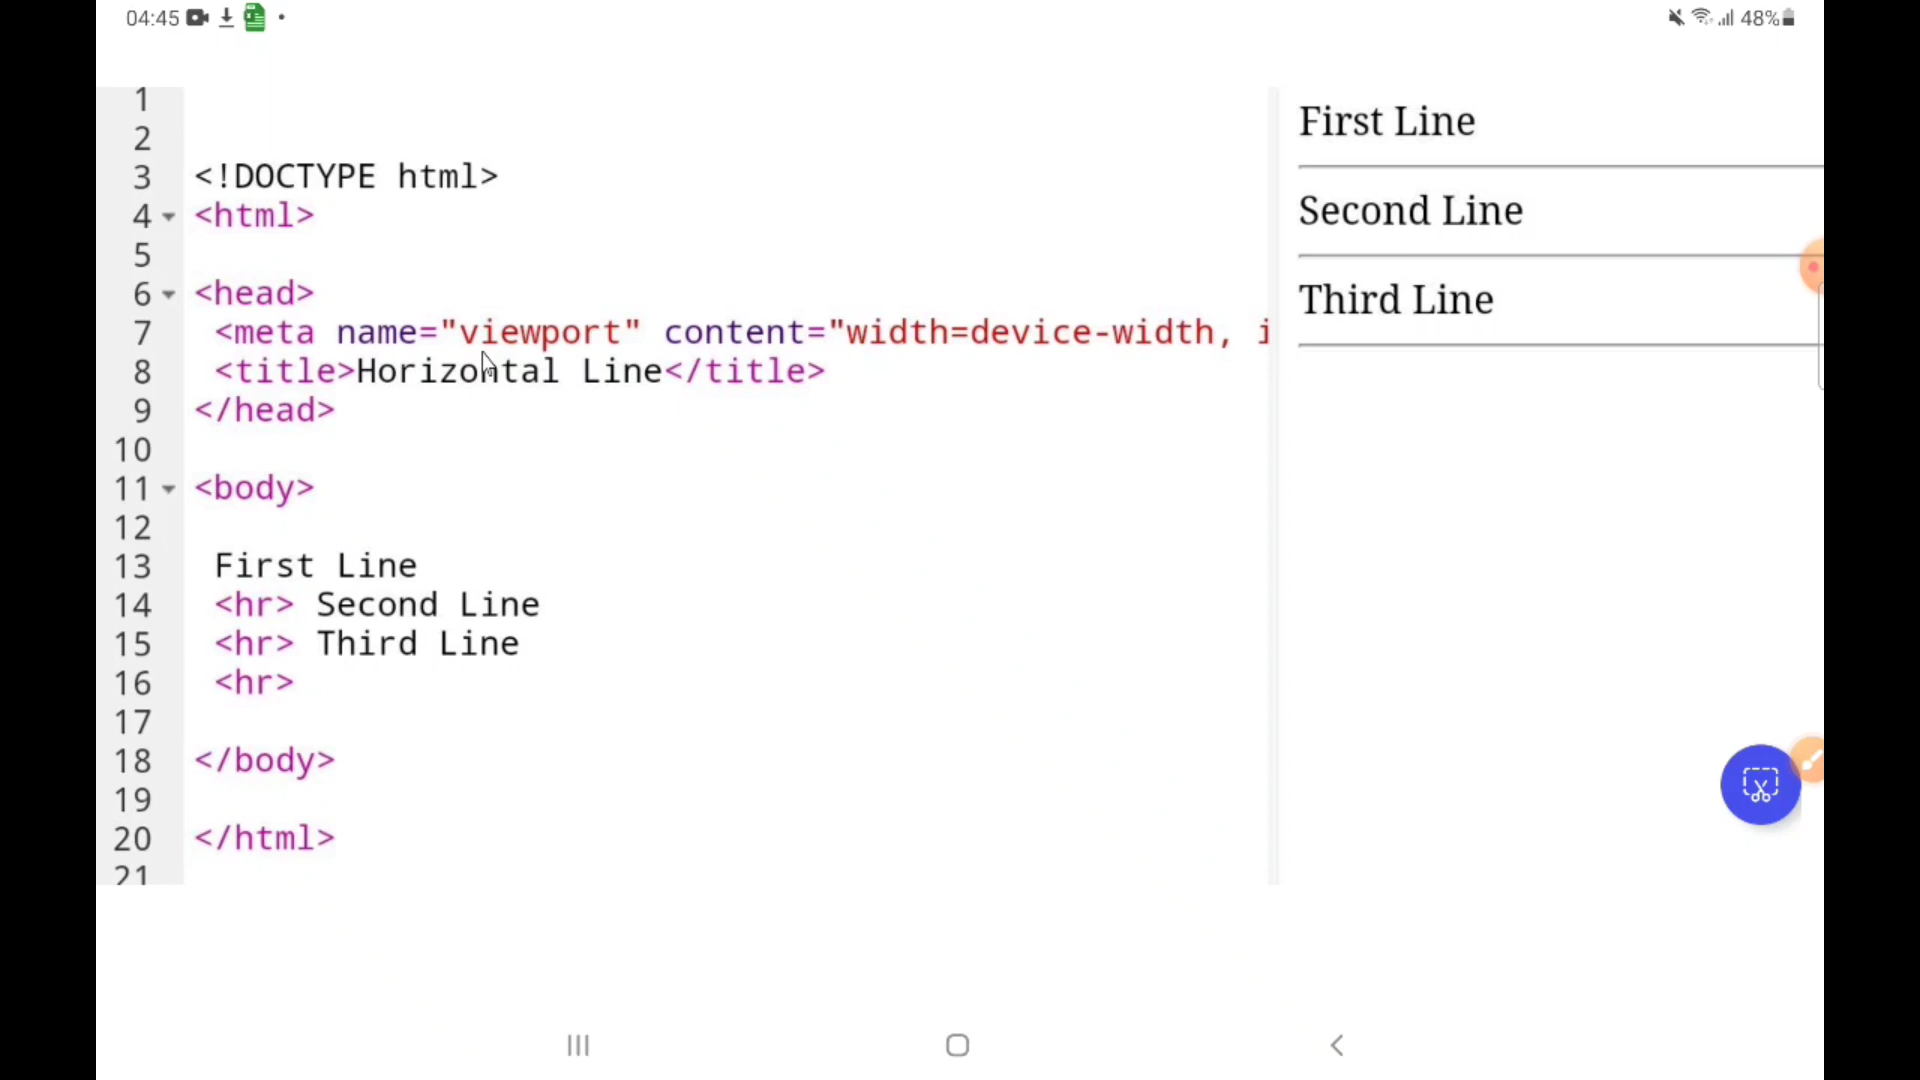 04:45
48%
1
2
3 <!DOCTYPE html>
4 <html>
5
6 <head>
7 <meta name="viewport" content="width=device-width, i
8 <title>Horizontal Line</title>
9 </head>
10
11 <body>
12
13 First Line
14 <hr> Second Line
15 <hr> Third Line
16 <hr>
17
18 </body>
19
20 </html>
21
First Line
Second Line
Third Line